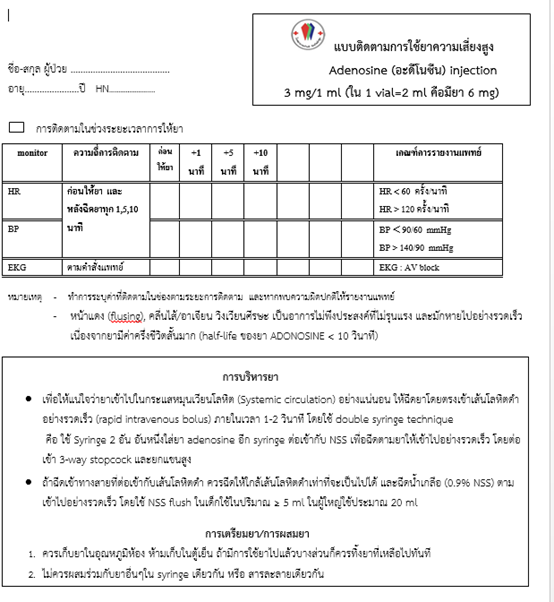 แบบติดตามการใช้ยาความเสี่ยงสูง
Adenosine (อะดีโนซีน) injection
3 mg/1 ml (ใน 1 vial=2 ml คือมียา 6 mg)
ชื่อ-สกุล ผู้ป่วย .......................................
อายุ......................ปี HN...................
การติดตามในช่วงระยะเวลาการให้ยา
monitor ความถี่การติดตาม ก่อนให้ยา +1 นาที +5 นาที +10 นาที เกณฑ์การรายงานแพทย์
HR ก่อนให้ยา และ HR < 60 ครั้ง/นาที
หลังฉีดยาทุก 1,5,10 HR > 120 ครั้ง/นาที
BP นาที BP < 90/60 mmHg
BP > 140/90 mmHg
EKG ตามคำสั่งแพทย์ EKG : AV block
หมายเหตุ - ทำการระบุค่าที่ติดตามในช่องตามระยะการติดตาม และหากพบความผิดปกติให้รายงานแพทย์
- หน้าแดง (flusing), คลื่นไส้/อาเจียน วิงเวียนศีรษะ เป็นอาการไม่พึงประสงค์ที่ไม่รุนแรง และมักหายไปอย่างรวดเร็ว
เนื่องจากยามีค่าครึ่งชีวิตสั้นมาก (half-life ของยา ADONOSINE < 10 วินาที)
การบริหารยา
● เพื่อให้แน่ใจว่ายาเข้าไปในกระแสหมุนเวียนโลหิต (Systemic circulation) อย่างแน่นอน ให้ฉีดยาโดยตรงเข้าเส้นโลหิตดำ
อย่างรวดเร็ว (rapid intravenous bolus) ภายในเวลา 1-2 วินาที โดยใช้ double syringe technique
คือ ใช้ Syringe 2 อัน อันหนึ่งใส่ยา adenosine อีก syringe ต่อเข้ากับ NSS เพื่อฉีดตามยาให้เข้าไปอย่างรวดเร็ว โดยต่อ
เข้า 3-way stopcock และยกแขนสูง
● ถ้าฉีดเข้าทางสายที่ต่อเข้ากับเส้นโลหิตดำ ควรฉีดให้ใกล้เส้นโลหิตดำเท่าที่จะเป็นไปได้ และฉีดน้ำเกลือ (0.9% NSS) ตาม
เข้าไปอย่างรวดเร็ว โดยใช้ NSS flush ในเด็กใช้ในปริมาณ ≥ 5 ml ในผู้ใหญ่ใช้ประมาณ 20 ml
การเตรียมยา/การผสมยา
1. ควรเก็บยาในอุณหภูมิห้อง ห้ามเก็บในตู้เย็น ถ้ามีการใช้ยาไปแล้วบางส่วนก็ควรทิ้งยาที่เหลือไปทันที
2. ไม่ควรผสมร่วมกับยาอื่นๆใน syringe เดียวกัน หรือ สารละลายเดียวกัน